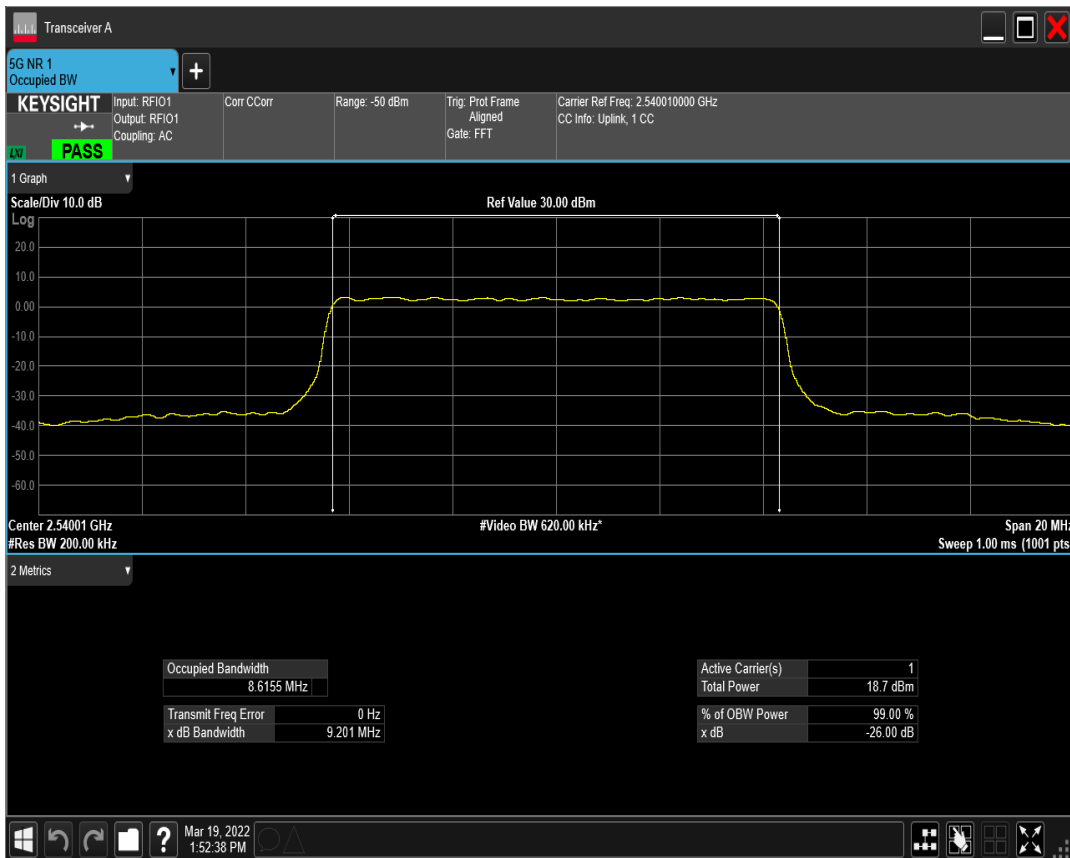 Transceiver A
5G NR 1
Occupied BW
KEYSIGHT
LXI
PASS
Input: RFIO1
Output: RFIO1
Coupling: AC
Corr CCorr
Range: -50 dBm
Trig: Prot Frame
Aligned
Gate: FFT
Carrier Ref Freq: 2.540010000 GHz
CC Info: Uplink, 1 CC
1 Graph
Scale/Div 10.0 dB
Ref Value 30.00 dBm
Log
20.0
10.0
0.00
-10.0
-20.0
-30.0
-40.0
-50.0
-60.0
Center 2.54001 GHz
#Video BW 620.00 kHz*
Span 20 MHz
#Res BW 200.00 kHz
Sweep 1.00 ms (1001 pts
2 Metrics
Occupied Bandwidth
8.6155 MHz
Transmit Freq Error 0 Hz
x dB Bandwidth 9.201 MHz
Active Carrier(s) 1
Total Power 18.7 dBm
% of OBW Power 99.00 %
x dB -26.00 dB
?
Mar 19, 2022
1:52:38 PM